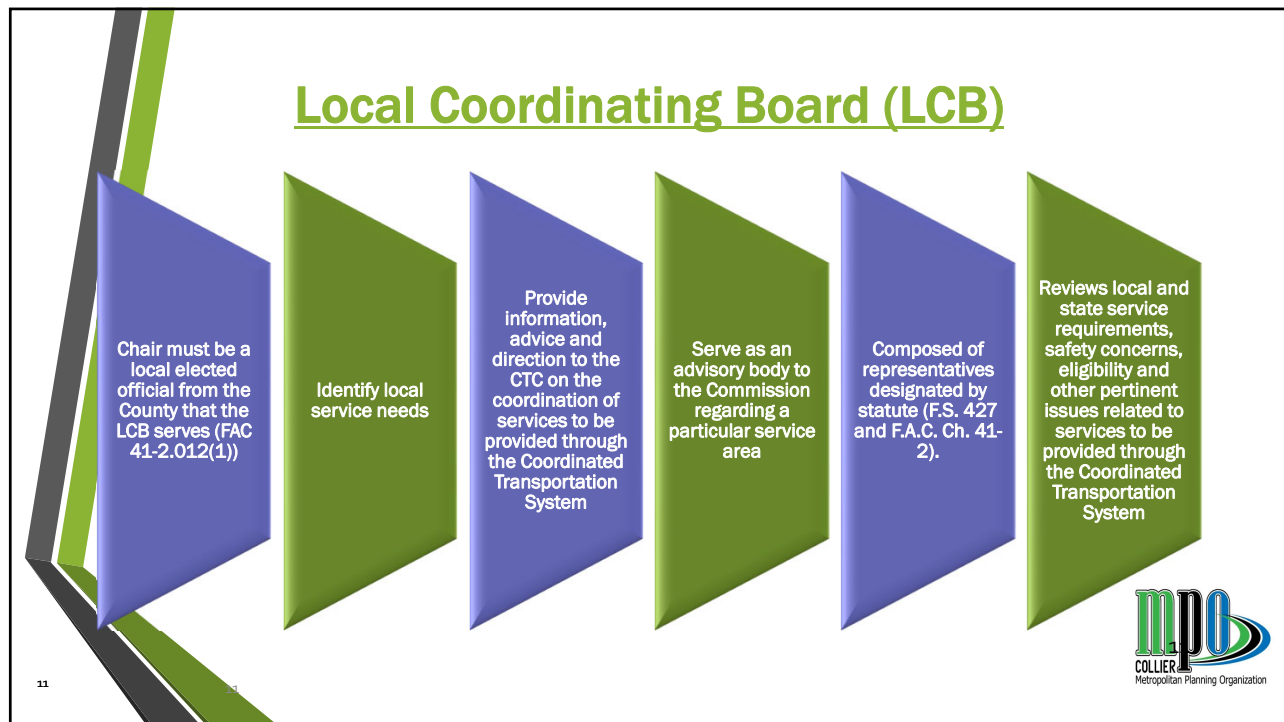 Local Coordinating Board (LCB)
Chair must be a
local elected
official from the
County that the
LCB serves (FAC
41-2.012(1))
Identify local
service needs
Provide
information,
advice and
direction to the
CTC on the
coordination of
services to be
provided through
the Coordinated
Transportation
System
Serve as an
advisory body to
the Commission
regarding a
particular service
area
Composed of
representatives
designated by
statute (F.S. 427
and F.A.C. Ch. 41-
2).
Reviews local and
state service
requirements,
safety concerns,
eligibility and
other pertinent
issues related to
services to be
provided through
the Coordinated
Transportation
System
mpo
COLLIER
Metropolitan Planning Organization
11
11